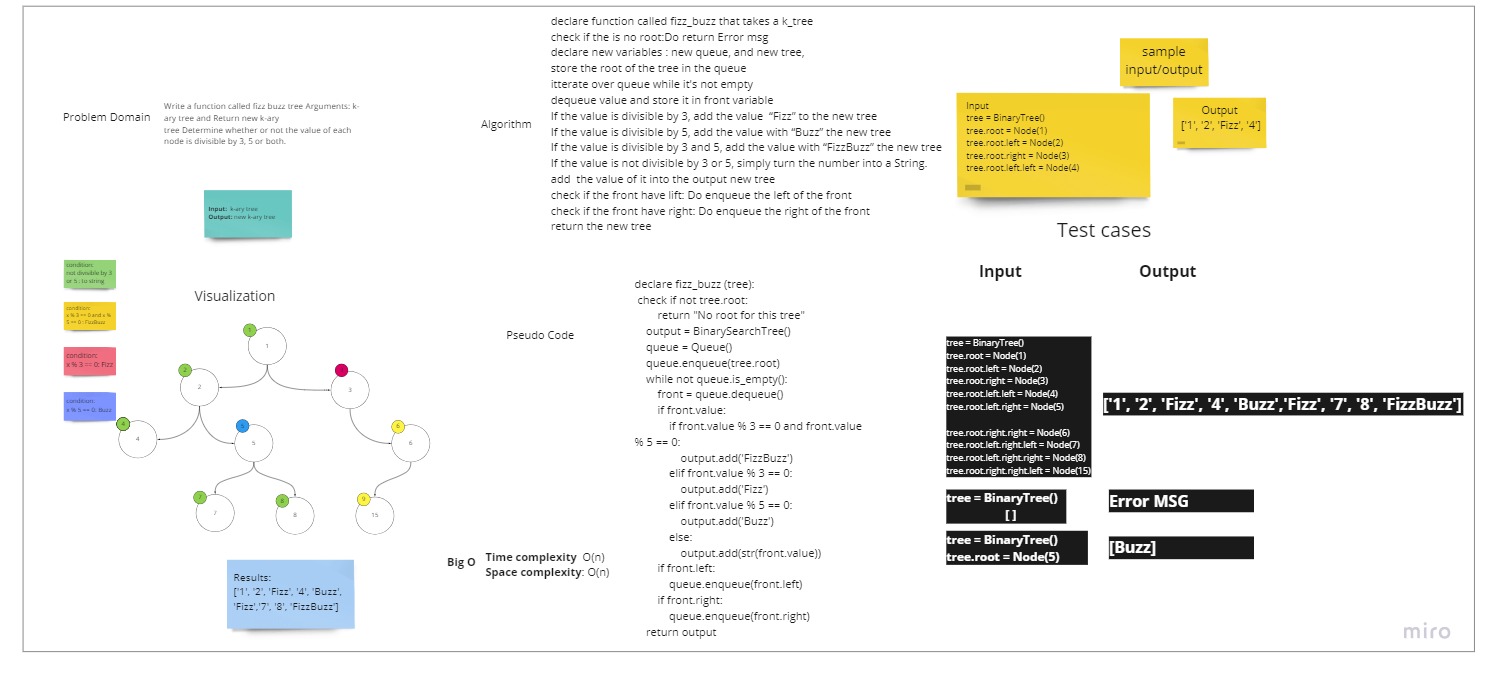 Problem Domain
Write a function called fizz buzz tree Arguments: k-
ary tree and Return new k-ary
tree Determine whether or not the value of each
node is divisible by 3, 5 or both.
Input: k-ary tree
Output: new k-ary tree
condition:
not divisible by 3
or 5 : to string
condition:
x % 3 == 0 and x %
5 == 0 : FizzBuzz
condition:
x % 3 == 0: Fizz
condition:
x % 5 == 0: Buzz
Visualization
1
1
2
2
3
4
4
5
5
6
6
7
7
8
8
9
15
Results:
['1', '2', 'Fizz', '4', 'Buzz',
'Fizz','7', '8', 'FizzBuzz']
Algorithm
declare function called fizz_buzz that takes a k_tree
check if the is no root:Do return Error msg
declare new variables : new queue, and new tree,
store the root of the tree in the queue
itterate over queue while it's not empty
dequeue value and store it in front variable
If the value is divisible by 3, add the value “Fizz” to the new tree
If the value is divisible by 5, add the value with “Buzz” the new tree
If the value is divisible by 3 and 5, add the value with “FizzBuzz” the new tree
If the value is not divisible by 3 or 5, simply turn the number into a String.
add the value of it into the output new tree
check if the front have lift: Do enqueue the left of the front
check if the front have right: Do enqueue the right of the front
return the new tree
Pseudo Code
declare fizz_buzz (tree):
check if not tree.root:
return "No root for this tree"
output = BinarySearchTree()
queue = Queue()
queue.enqueue(tree.root)
while not queue.is_empty():
front = queue.dequeue()
if front.value:
if front.value % 3 == 0 and front.value
% 5 == 0:
output.add('FizzBuzz')
elif front.value % 3 == 0:
output.add('Fizz')
elif front.value % 5 == 0:
output.add('Buzz')
else:
output.add(str(front.value))
if front.left:
queue.enqueue(front.left)
if front.right:
queue.enqueue(front.right)
return output
Big O
Time complexity O(n)
Space complexity: O(n)
sample
input/output
Input
tree = BinaryTree()
tree.root = Node(1)
tree.root.left = Node(2)
tree.root.right = Node(3)
tree.root.left.left = Node(4)
Output
['1', '2', 'Fizz', '4']
Test cases
Input
Output
tree = BinaryTree()
tree.root = Node(1)
tree.root.left = Node(2)
tree.root.right = Node(3)
tree.root.left.left = Node(4)
tree.root.left.right = Node(5)
tree.root.right.right = Node(6)
tree.root.left.right.left = Node(7)
tree.root.left.right.right = Node(8)
tree.root.right.right.left = Node(15)
['1', '2', 'Fizz', '4', 'Buzz','Fizz', '7', '8', 'FizzBuzz']
tree = BinaryTree()
[ ]
Error MSG
tree = BinaryTree()
tree.root = Node(5)
[Buzz]
miro